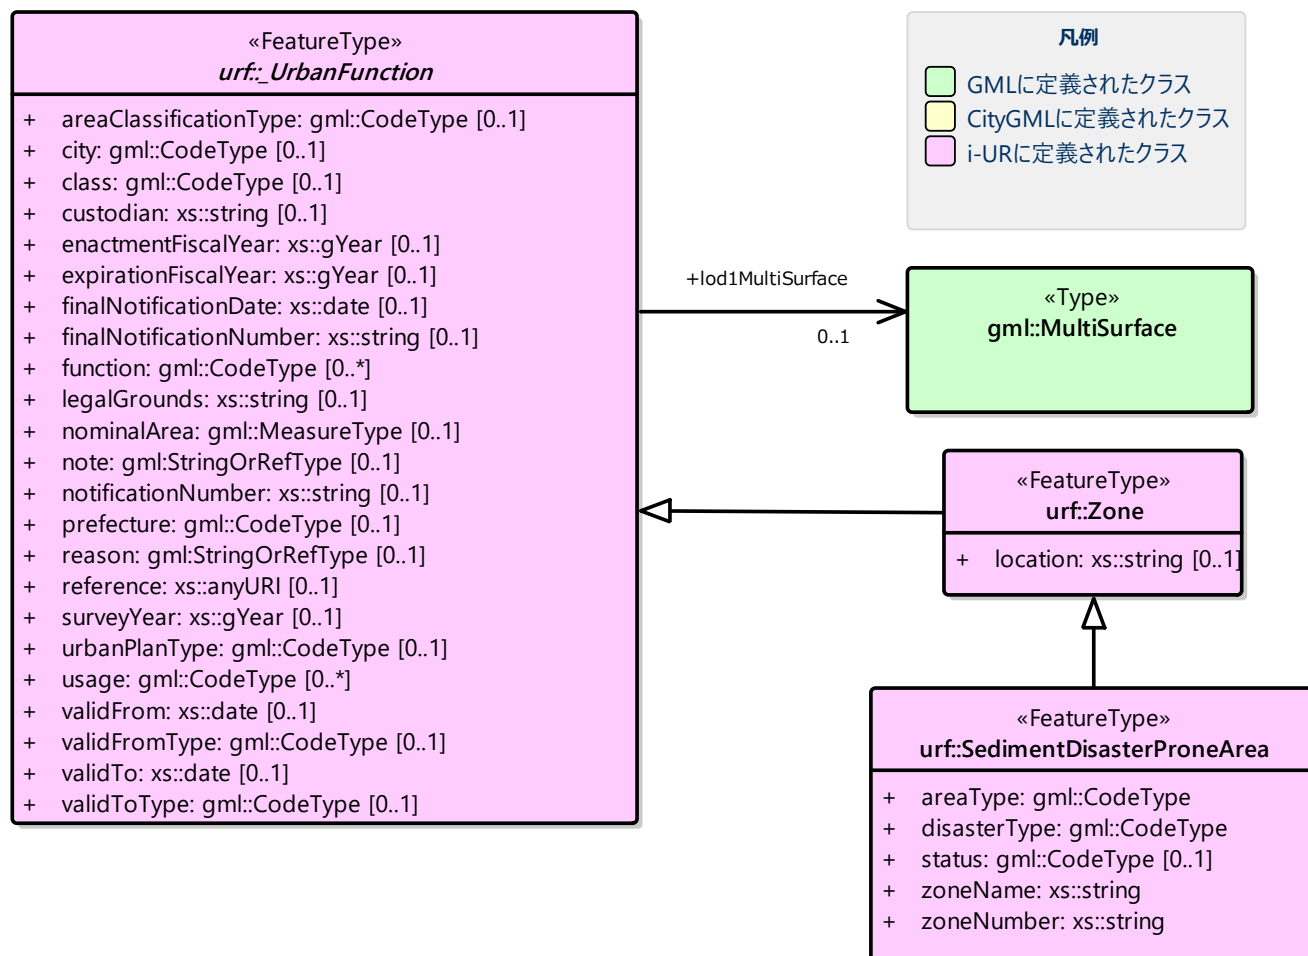 «FeatureType»
urf::_UrbanFunction
+ areaClassificationType: gml::CodeType [0..1]
+ city: gml::CodeType [0..1]
+ class: gml::CodeType [0..1]
+ custodian: xs::string [0..1]
+ enactmentFiscalYear: xs::gYear [0..1]
+ expirationFiscalYear: xs::gYear [0..1]
+ finalNotificationDate: xs::date [0..1]
+ finalNotificationNumber: xs::string [0..1]
+ function: gml::CodeType [0..*]
+ legalGrounds: xs::string [0..1]
+ nominalArea: gml::MeasureType [0..1]
+ note: gml:StringOrRefType [0..1]
+ notificationNumber: xs::string [0..1]
+ prefecture: gml::CodeType [0..1]
+ reason: gml:StringOrRefType [0..1]
+ reference: xs::anyURI [0..1]
+ surveyYear: xs::gYear [0..1]
+ urbanPlanType: gml::CodeType [0..1]
+ usage: gml::CodeType [0..*]
+ validFrom: xs::date [0..1]
+ validFromType: gml::CodeType [0..1]
+ validTo: xs::date [0..1]
+ validToType: gml::CodeType [0..1]
凡例
GMLに定義されたクラス
CityGMLに定義されたクラス
i-URに定義されたクラス
+lod1MultiSurface
0..1
«Type»
gml::MultiSurface
«FeatureType»
urf::Zone
+ location: xs::string [0..1]
«FeatureType»
urf::SedimentDisasterProneArea
+ areaType: gml::CodeType
+ disasterType: gml::CodeType
+ status: gml::CodeType [0..1]
+ zoneName: xs::string
+ zoneNumber: xs::string